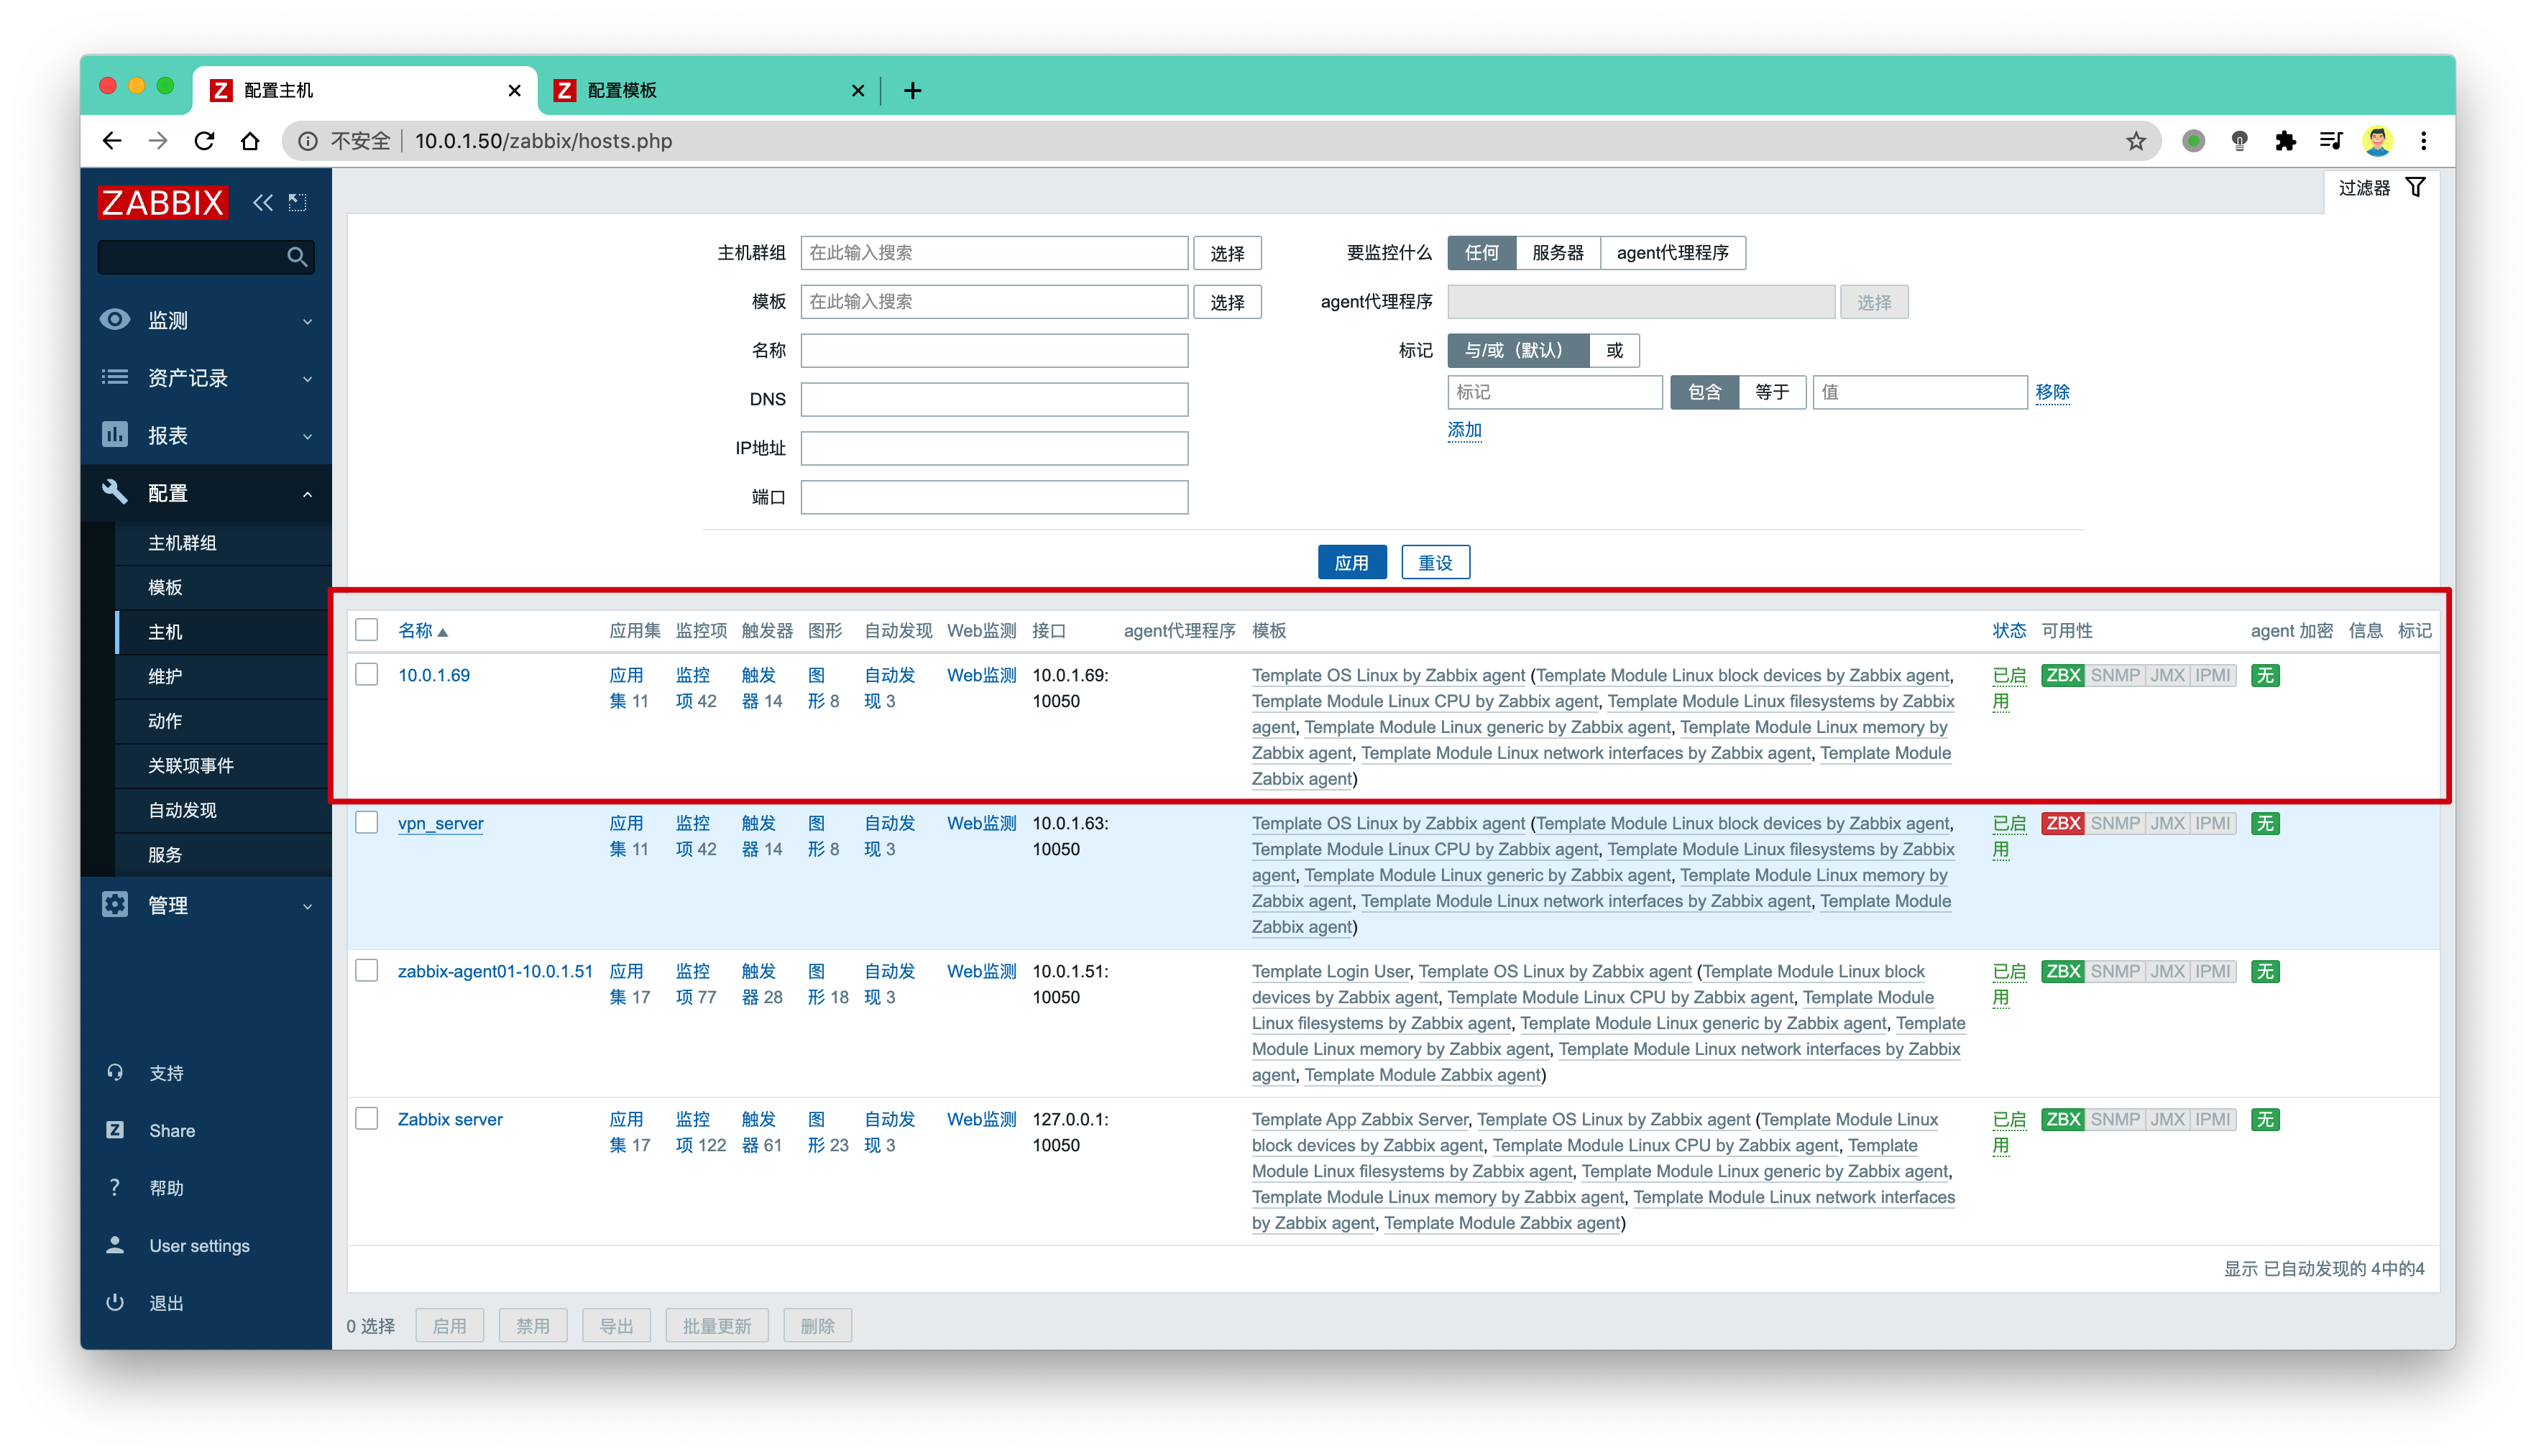 配置主机
配置模板
不安全 10.0.1.50/zabbix/hosts.php
ZABBIX
过滤器
监测
资产记录
报表
配置
主机群组
模板
主机
维护
动作
关联项事件
自动发现
服务
管理
支持
Share
帮助
User settings
退出
主机群组 在此输入搜索 选择 要监控什么 任何 服务器 agent代理程序
模板 在此输入搜索 选择 agent代理程序 选择
名称 标记 与/或（默认） 或
DNS 标记 包含 等于 值 移除
添加
IP地址
端口
应用 重设
名称 应用集 监控项 触发器 图形 自动发现 Web监测 接口 agent代理程序 模板 状态 可用性 agent 加密 信息 标记
10.0.1.69 应用 监控 触发 图 自动发 Web监测 10.0.1.69: Template OS Linux by Zabbix agent (Template Module Linux block devices by Zabbix agent, 已启 ZBX SNMP JMX IPMI 无
集 11 项 42 器 14 形 8 现 3 10050 Template Module Linux CPU by Zabbix agent, Template Module Linux filesystems by Zabbix 用
agent, Template Module Linux generic by Zabbix agent, Template Module Linux memory by
Zabbix agent, Template Module Linux network interfaces by Zabbix agent, Template Module
Zabbix agent)
vpn_server 应用 监控 触发 图 自动发 Web监测 10.0.1.63: Template OS Linux by Zabbix agent (Template Module Linux block devices by Zabbix agent, 已启 ZBX SNMP JMX IPMI 无
集 11 项 42 器 14 形 8 现 3 10050 Template Module Linux CPU by Zabbix agent, Template Module Linux filesystems by Zabbix 用
agent, Template Module Linux generic by Zabbix agent, Template Module Linux memory by
Zabbix agent, Template Module Linux network interfaces by Zabbix agent, Template Module
Zabbix agent)
zabbix-agent01-10.0.1.51 应用 监控 触发 图 自动发 Web监测 10.0.1.51: Template Login User, Template OS Linux by Zabbix agent (Template Module Linux block 已启 ZBX SNMP JMX IPMI 无
集 17 项 77 器 28 形 18 现 3 10050 devices by Zabbix agent, Template Module Linux CPU by Zabbix agent, Template Module 用
Linux filesystems by Zabbix agent, Template Module Linux generic by Zabbix agent, Template
Module Linux memory by Zabbix agent, Template Module Linux network interfaces by Zabbix
agent, Template Module Zabbix agent)
Zabbix server 应用 监控 触发 图 自动发 Web监测 127.0.0.1: Template App Zabbix Server, Template OS Linux by Zabbix agent (Template Module Linux 已启 ZBX SNMP JMX IPMI 无
集 17 项 122 器 61 形 23 现 3 10050 block devices by Zabbix agent, Template Module Linux CPU by Zabbix agent, Template 用
Module Linux filesystems by Zabbix agent, Template Module Linux generic by Zabbix agent,
Template Module Linux memory by Zabbix agent, Template Module Linux network interfaces
by Zabbix agent, Template Module Zabbix agent)
显示 已自动发现的 4中的4
0 选择 启用 禁用 导出 批量更新 删除